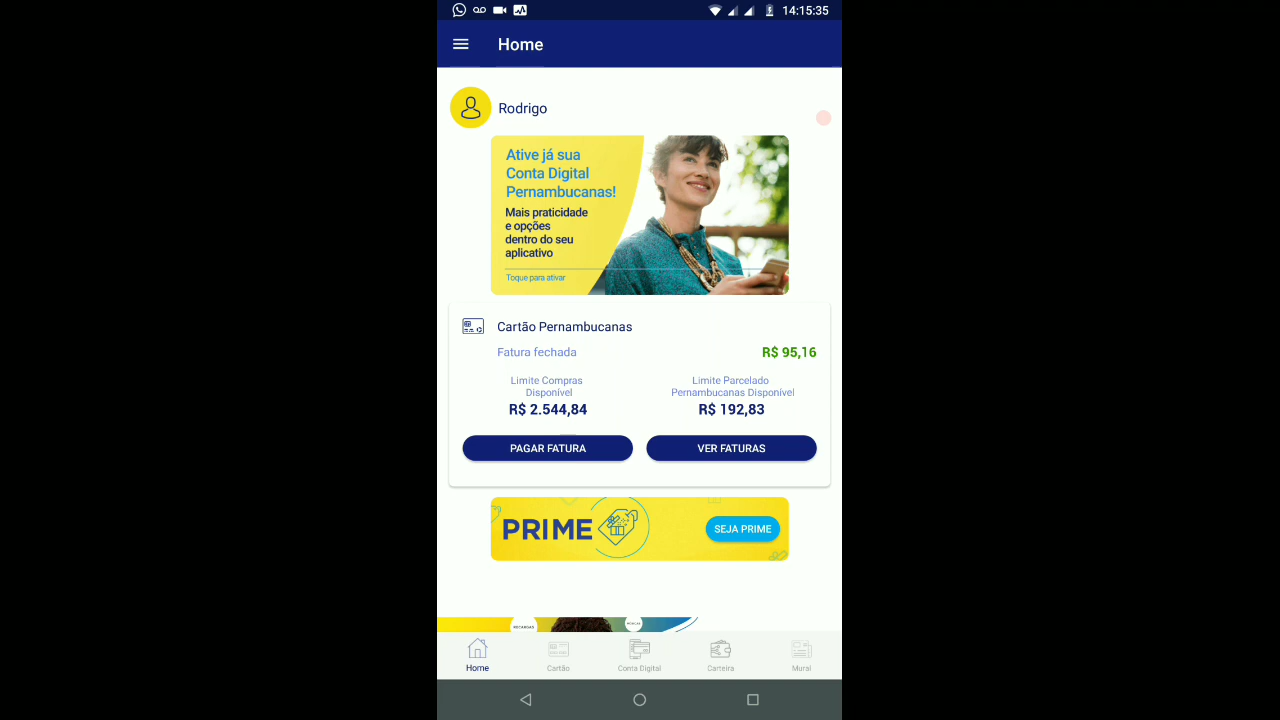 14:15:35
Home
Rodrigo
Ative já sua
Conta Digital
Pernambucanas!
Mais praticidade
e opções
dentro do seu
aplicativo
Toque para ativar
Cartão Pernambucanas
Fatura fechada
R$ 95,16
Limite Compras
Disponível
R$ 2.544,84
Limite Parcelado
Pernambucanas Disponível
R$ 192,83
PAGAR FATURA
VER FATURAS
PRIME
SEJA PRIME
RECARGAS
Home
Cartão
Conta Digital
Carteira
Mural